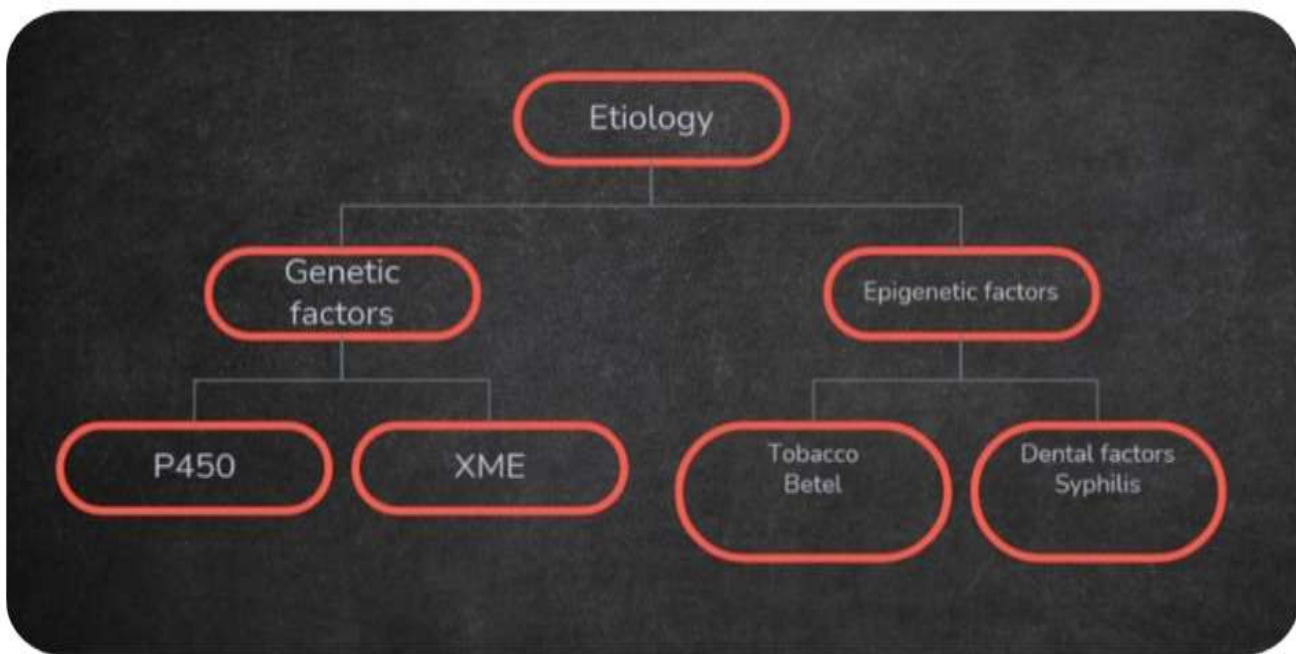 Etiology
Genetic
factors
Epigenetic factors
P450
XME
Tobacco
Betel
Dental factors
Syphilis